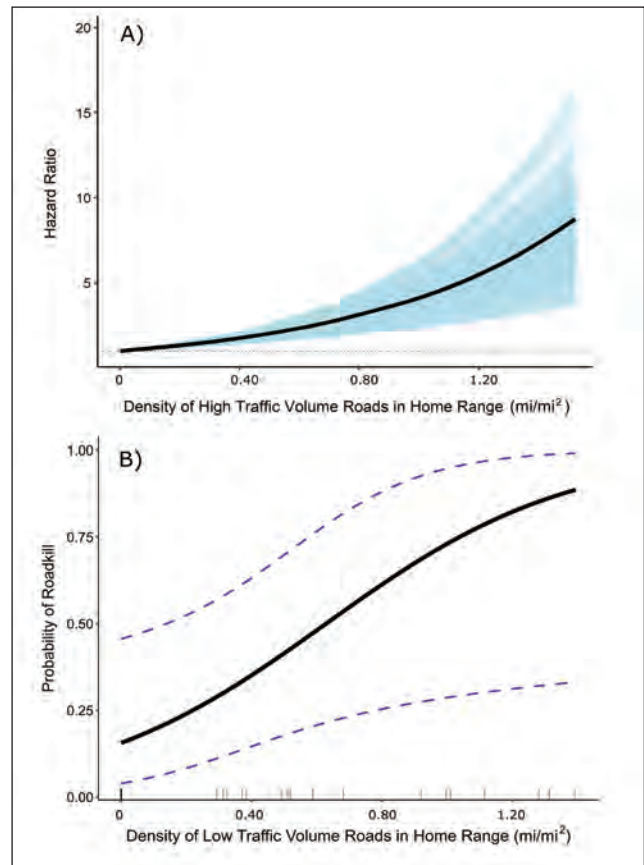 A)
20
15
10
5
Hazard Ratio
0 0.40 0.80 1.20
Density of High Traffic Volume Roads in Home Range (mi/mi²)
B)
1.00
0.75
0.50
0.25
0.00
Probability of Roadkill
0 0.40 0.80 1.20
Density of Low Traffic Volume Roads in Home Range (mi/mi²)